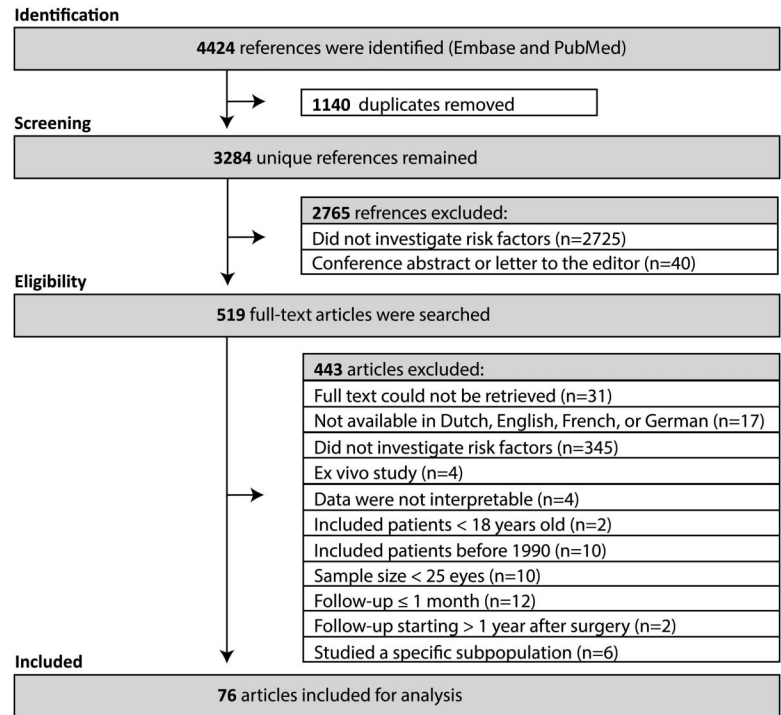 Identification
4424 references were identified (Embase and PubMed)
1140 duplicates removed
Screening
3284 unique references remained
2765 refrences excluded:
Did not investigate risk factors (n=2725)
Conference abstract or letter to the editor (n=40)
Eligibility
519 full-text articles were searched
443 articles excluded:
Full text could not be retrieved (n=31)
Not available in Dutch, English, French, or German (n=17)
Did not investigate risk factors (n=345)
Ex vivo study (n=4)
Data were not interpretable (n=4)
Included patients < 18 years old (n=2)
Included patients before 1990 (n=10)
Sample size < 25 eyes (n=10)
Follow-up ≤ 1 month (n=12)
Follow-up starting > 1 year after surgery (n=2)
Studied a specific subpopulation (n=6)
Included
76 articles included for analysis